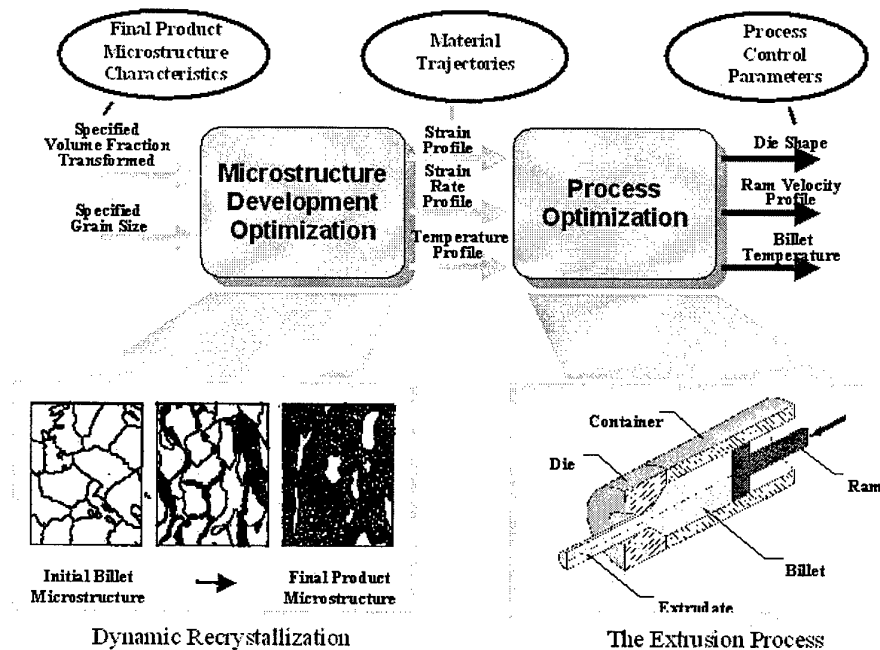 Final Product
Microstructure
Characteristics
Material
Trajectories
Process
Control
Parameters
Specified
Volume Fraction
Transformed
Specified
Grain Size
Microstructure
Development
Optimization
Strain
Profile
Strain
Rate
Profile
Temperature
Profile
Process
Optimization
Die Shape
Ram Velocity
Profile
Billet
Temperature
Initial Billet
Microstructure
Final Product
Microstructure
Dynamic Recrystallization
Container
Die
Ram
Billet
Extrudate
The Extrusion Process